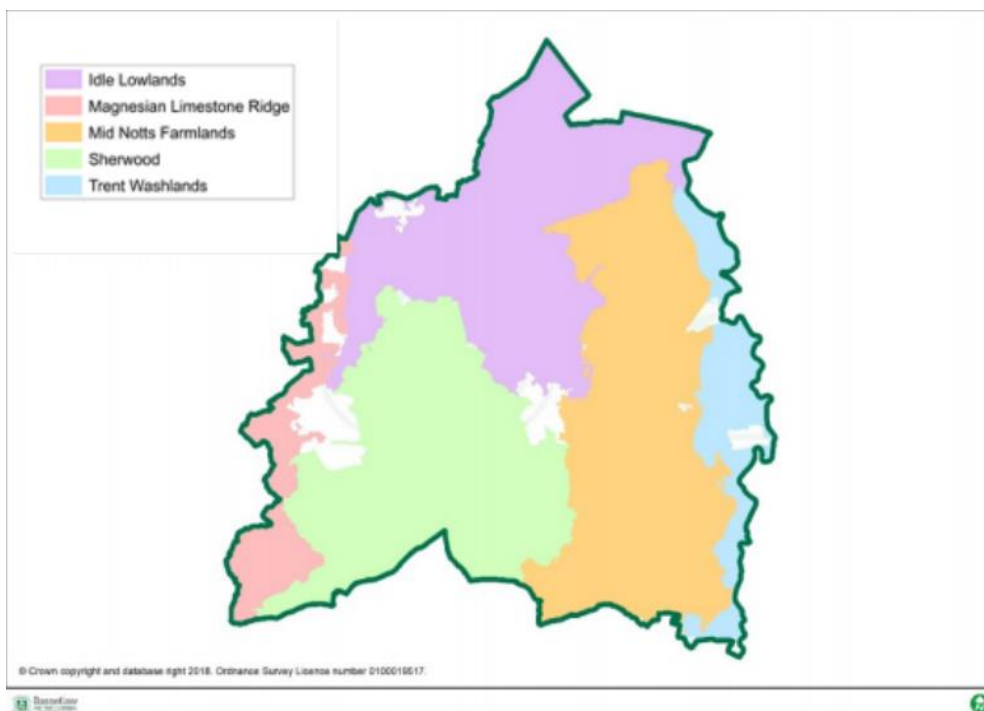 Idle Lowlands
Magnesian Limestone Ridge
Mid Notts Farmlands
Sherwood
Trent Washlands
© Crown copyright and database right 2018. Ordnance Survey Licence number 0100019517.